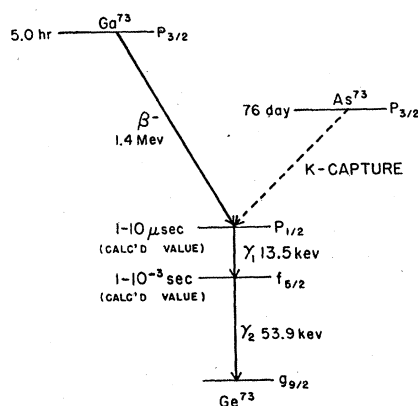 Ga⁷³
5.0 hr
P₃/₂
As⁷³
76 day
P₃/₂
β⁻
1.4 Mev
K-CAPTURE
1-10 μsec
(CALC'D VALUE)
P₁/₂
γ₁ 13.5 kev
1-10⁻³ sec
(CALC'D VALUE)
f₅/₂
γ₂ 53.9 kev
g₉/₂
Ge⁷³